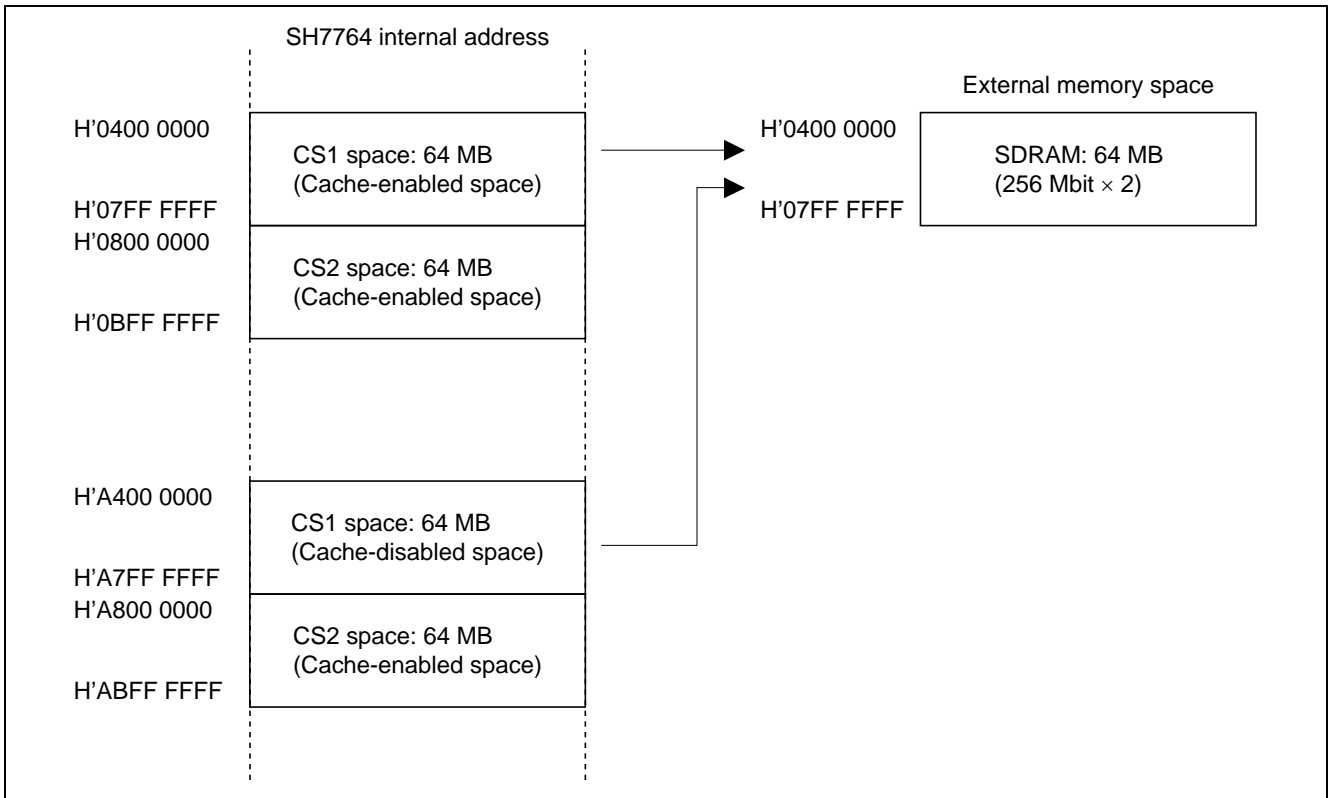 SH7764 internal address
H'0400 0000
CS1 space: 64 MB
(Cache-enabled space)
H'07FF FFFF
H'0800 0000
CS2 space: 64 MB
(Cache-enabled space)
H'0BFF FFFF
H'A400 0000
CS1 space: 64 MB
(Cache-disabled space)
H'A7FF FFFF
H'A800 0000
CS2 space: 64 MB
(Cache-enabled space)
H'ABFF FFFF
External memory space
H'0400 0000
SDRAM: 64 MB
(256 Mbit × 2)
H'07FF FFFF